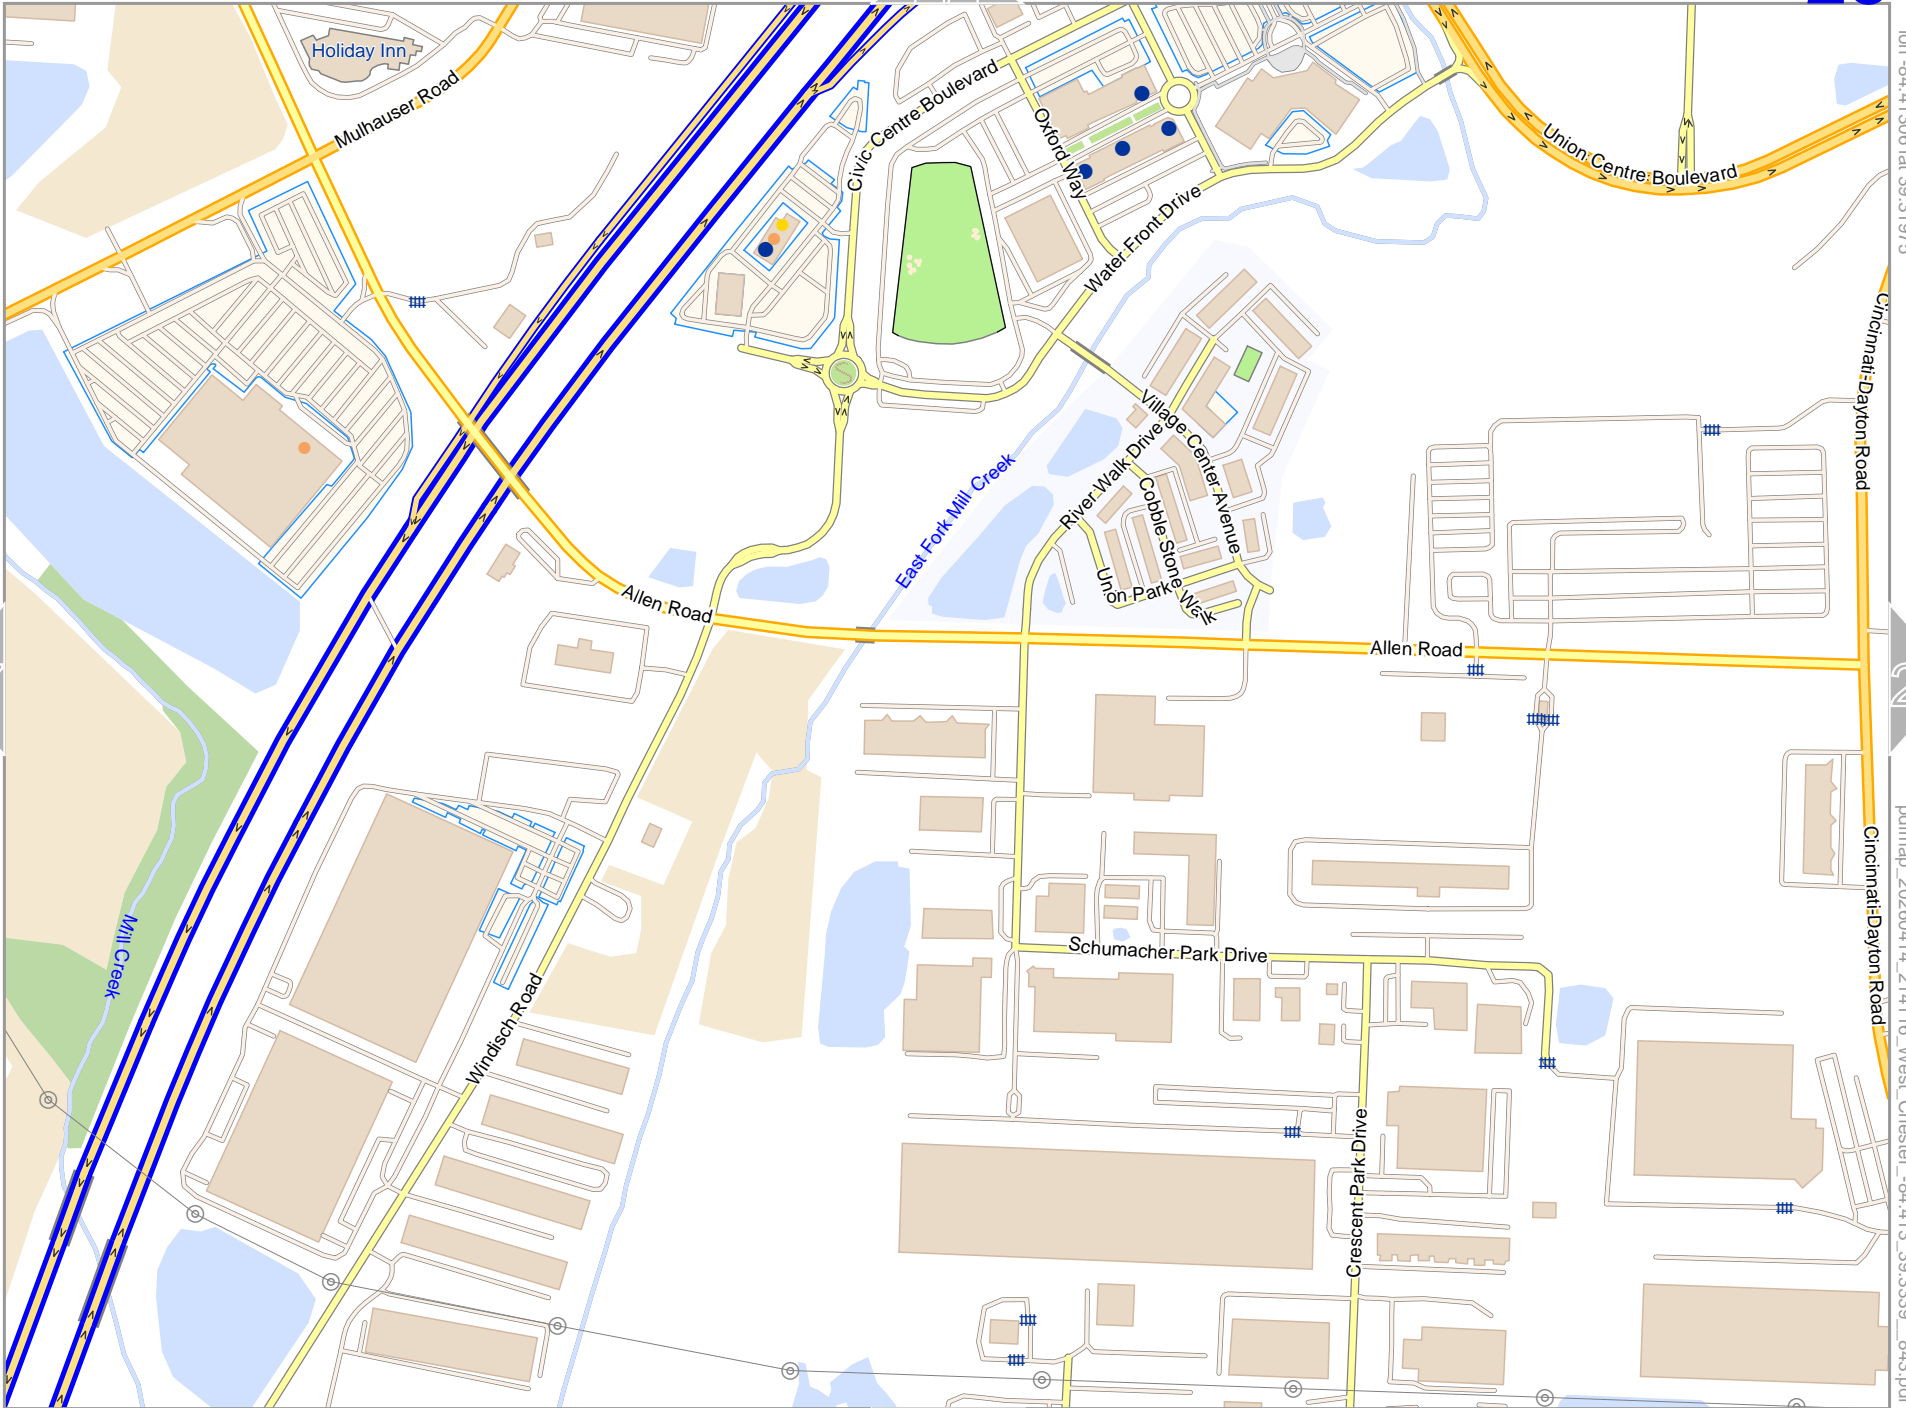 Holiday Inn
Mulhauser Road
Civic Centre Boulevard
Oxford Way
Union Centre Boulevard
Water Front Drive
Cincinnati-Dayton Road
Village Center Avenue
River Walk Drive
Cobble Stone Walk
Union Park
East Fork Mill Creek
Allen Road
Allen Road
Schumacher Park Drive
Cincinnati-Dayton Road
Mill Creek
Windisch Road
Crescent Park Drive
2